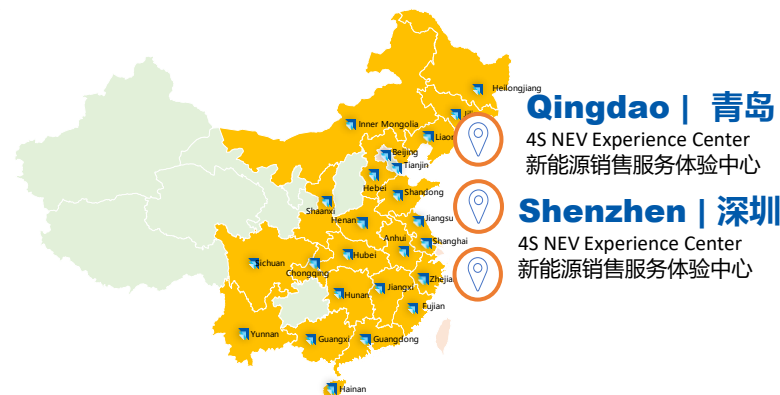 Heilongjiang
Inner Mongolia
Beijing
Tianjin
Hebei
Shandong
Shaanxi
Henan
Jiangsu
Anhui
Shanghai
Hubei
Sichuan
Chongqing
Hunan
Jiangxi
Fujian
Yunnan
Guangxi
Guangdong
Hainan
Qingdao | 青岛
4S NEV Experience Center
新能源销售服务体验中心
Shenzhen | 深圳
4S NEV Experience Center
新能源销售服务体验中心